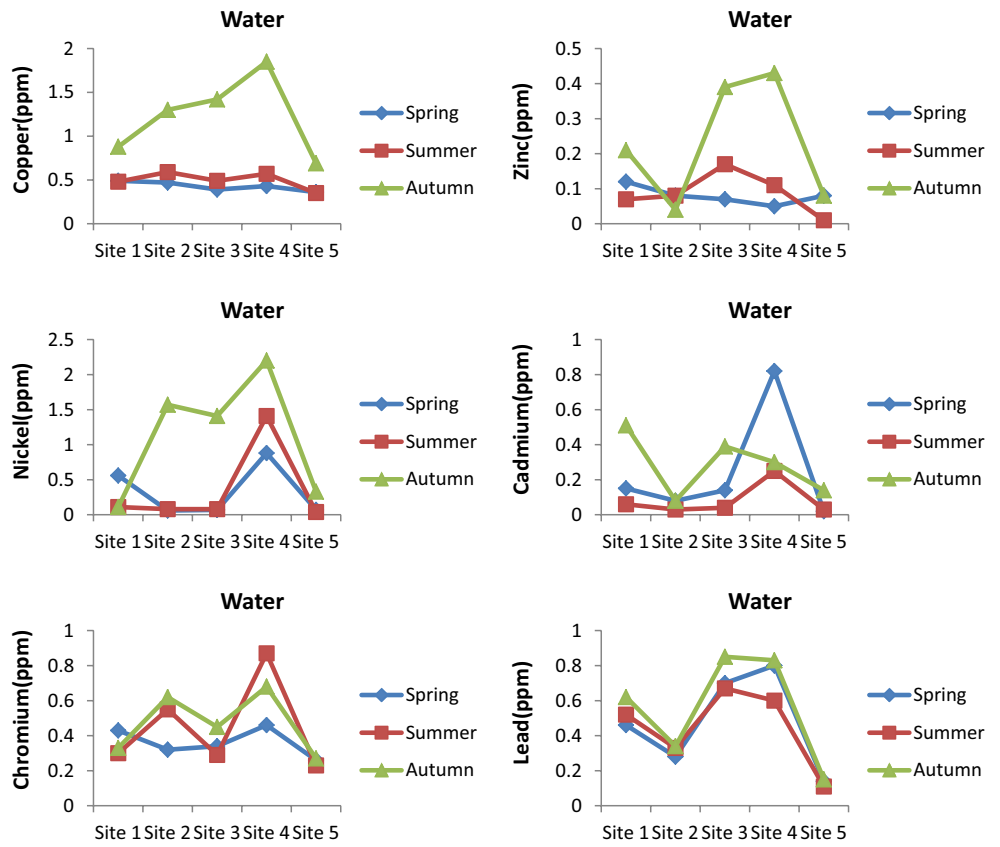 Water
Copper(ppm)
2
1.5
1
0.5
0
Site 1 Site 2 Site 3 Site 4 Site 5
Spring
Summer
Autumn
Water
Zinc(ppm)
0.5
0.4
0.3
0.2
0.1
0
Site 1 Site 2 Site 3 Site 4 Site 5
Spring
Summer
Autumn
Water
Nickel(ppm)
2.5
2
1.5
1
0.5
0
Site 1 Site 2 Site 3 Site 4 Site 5
Spring
Summer
Autumn
Water
Cadmium(ppm)
1
0.8
0.6
0.4
0.2
0
Site 1 Site 2 Site 3 Site 4 Site 5
Spring
Summer
Autumn
Water
Chromium(ppm)
1
0.8
0.6
0.4
0.2
0
Site 1 Site 2 Site 3 Site 4 Site 5
Spring
Summer
Autumn
Water
Lead(ppm)
1
0.8
0.6
0.4
0.2
0
Site 1 Site 2 Site 3 Site 4 Site 5
Spring
Summer
Autumn